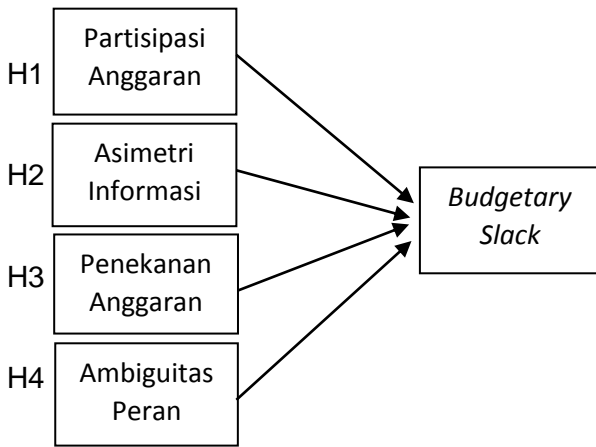 H1
Partisipasi
Anggaran
H2
Asimetri
Informasi
H3
Penekanan
Anggaran
H4
Ambiguitas
Peran
Budgetary
Slack